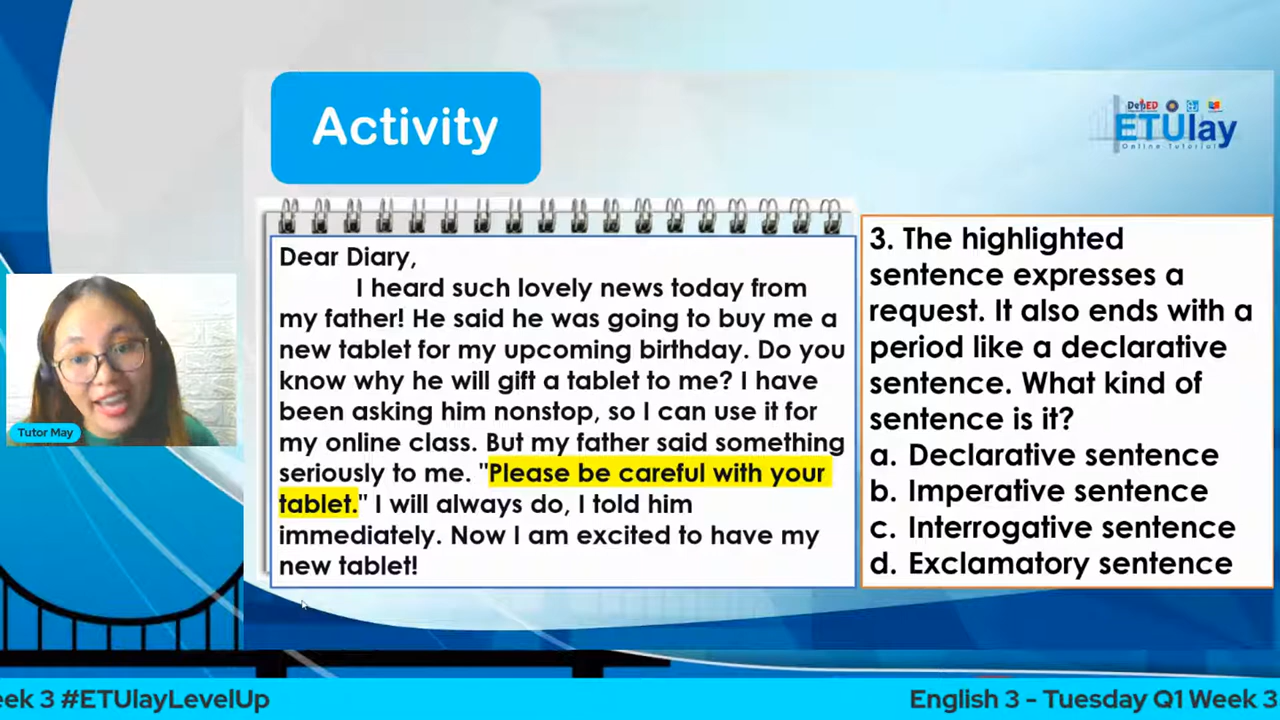 Activity
DepED
ETUlay
Online Tutorial
Dear Diary,
I heard such lovely news today from
my father! He said he was going to buy me a
new tablet for my upcoming birthday. Do you
know why he will gift a tablet to me? I have
been asking him nonstop, so I can use it for
my online class. But my father said something
seriously to me. "Please be careful with your
tablet." I will always do, I told him
immediately. Now I am excited to have my
new tablet!
3. The highlighted
sentence expresses a
request. It also ends with a
period like a declarative
sentence. What kind of
sentence is it?
a. Declarative sentence
b. Imperative sentence
c. Interrogative sentence
d. Exclamatory sentence
Tutor May
eek 3 #ETUlayLevelUp
English 3 - Tuesday Q1 Week 3